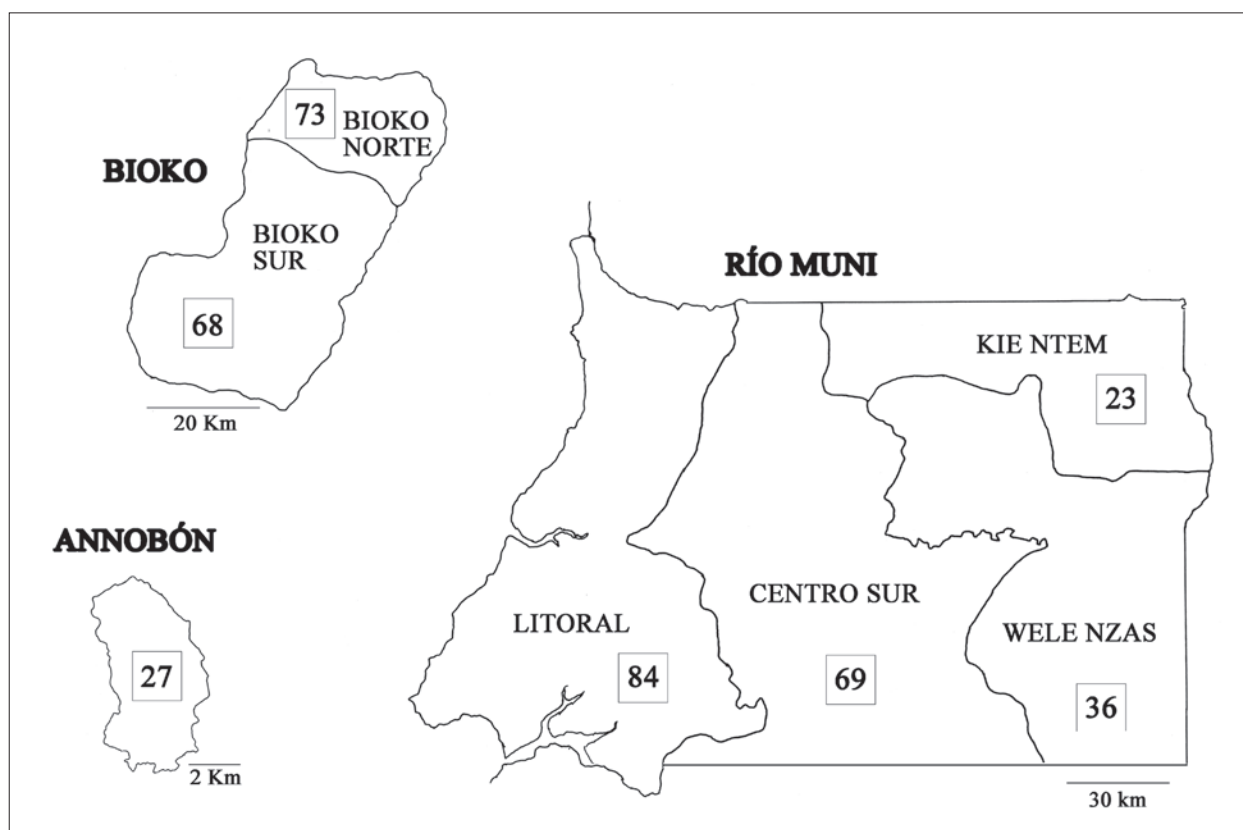 73
BIOKO
NORTE
BIOKO
BIOKO
SUR
68
20 Km
RÍO MUNI
KIE NTEM
23
ANNOBÓN
27
2 Km
CENTRO SUR
LITORAL
WELE NZAS
84
69
36
30 km